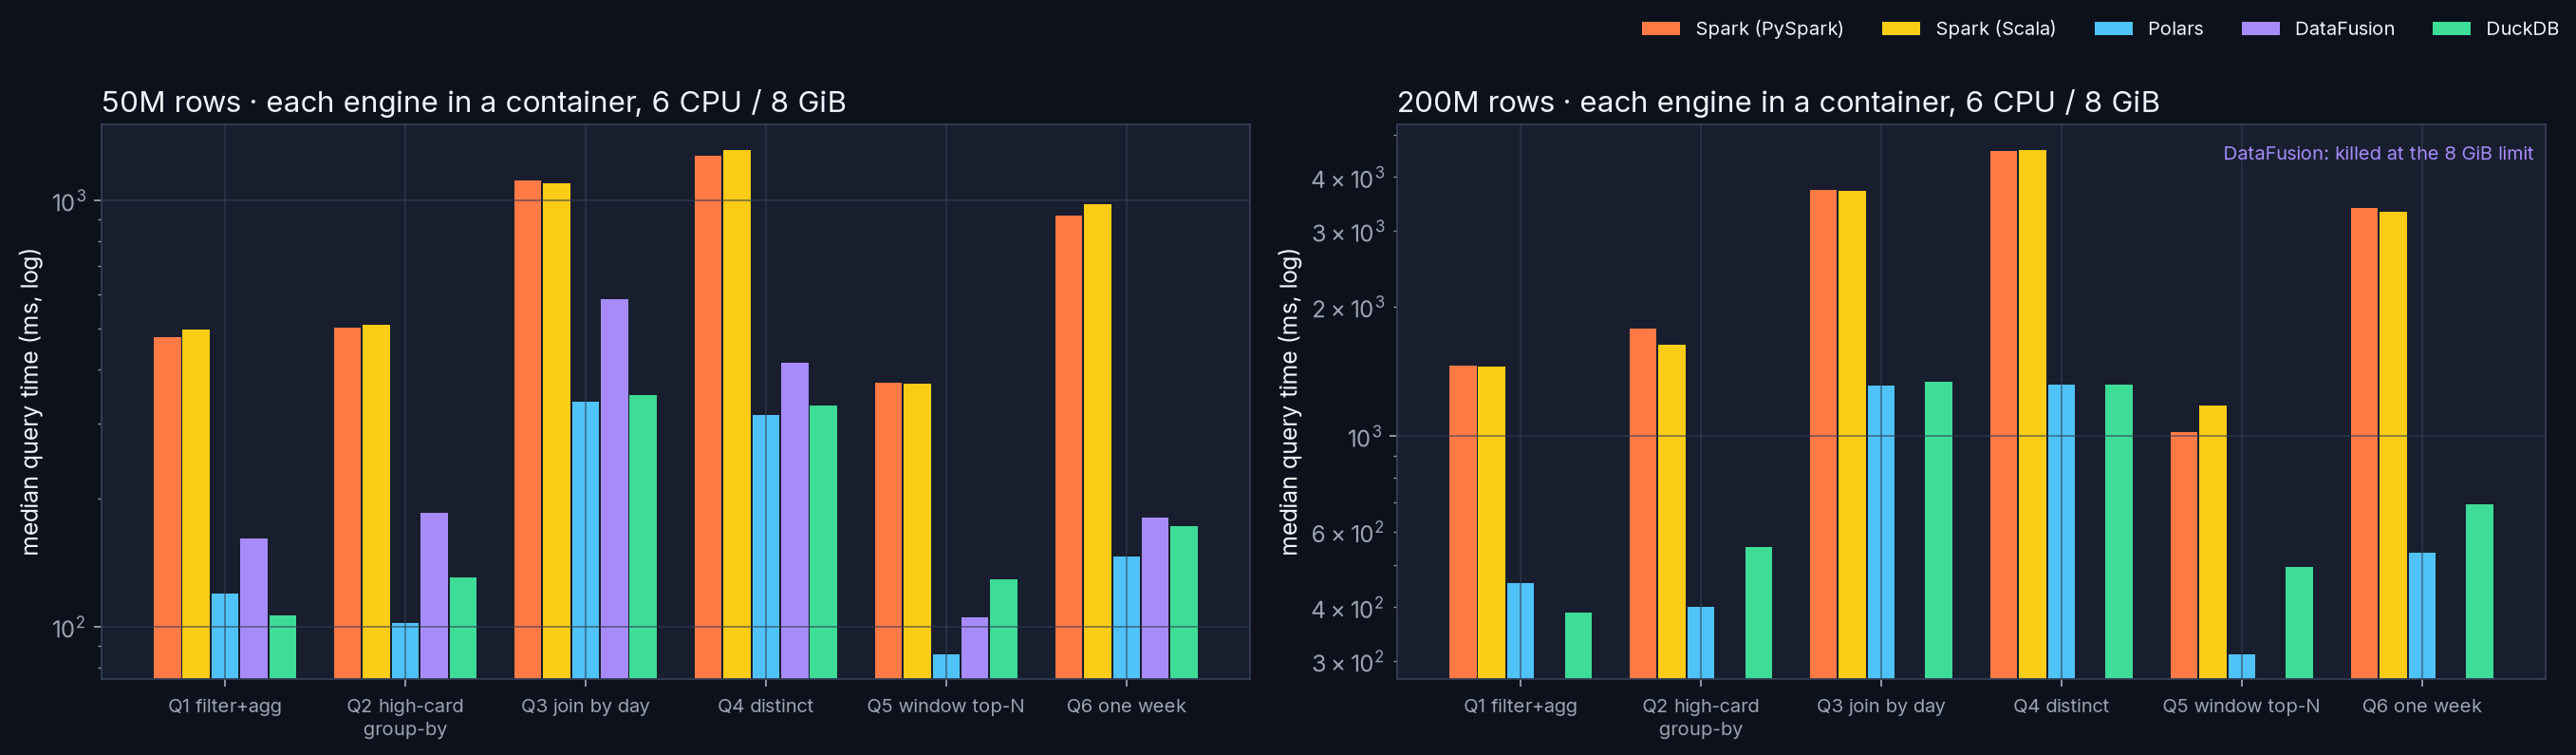 Spark (PySpark) Spark (Scala) Polars DataFusion DuckDB
50M rows · each engine in a container, 6 CPU / 8 GiB
median query time (ms, log)
10³
10²
Q1 filter+agg
Q2 high-card
group-by
Q3 join by day
Q4 distinct
Q5 window top-N
Q6 one week
200M rows · each engine in a container, 6 CPU / 8 GiB
DataFusion: killed at the 8 GiB limit
median query time (ms, log)
4 × 10³
3 × 10³
2 × 10³
10³
6 × 10²
4 × 10²
3 × 10²
Q1 filter+agg
Q2 high-card
group-by
Q3 join by day
Q4 distinct
Q5 window top-N
Q6 one week